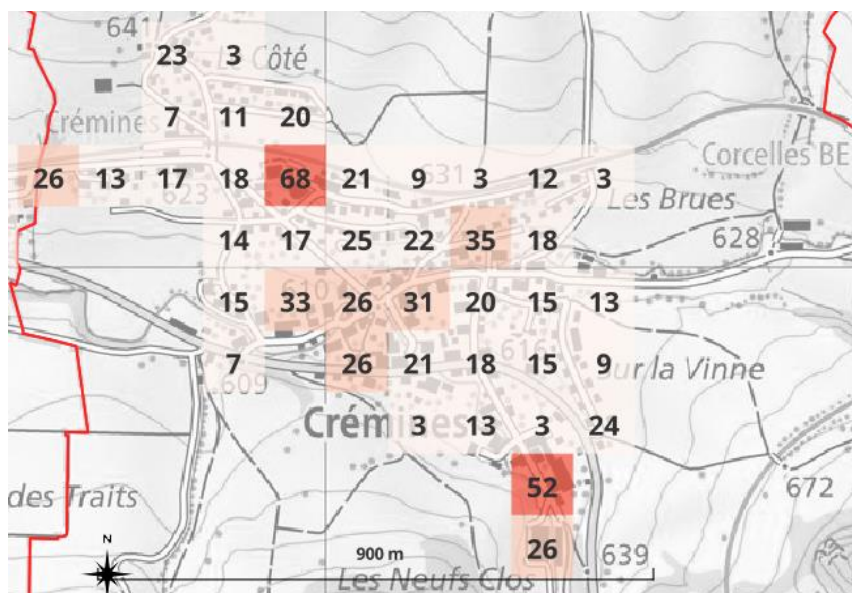 641
23 3 Le Côté
Crémines 7 11 20
26 13 17 18 68 21 9 631 3 12 3 Corcelles BE
623 Les Brues
14 17 25 22 35 18 628
15 33 610 26 31 20 15 13
7 26 21 18 616 15 9 Sur la Vinne
609
Crémines 3 13 3 24
52 672
des Traits
N 900 m 26 639
Les Neufs Clos